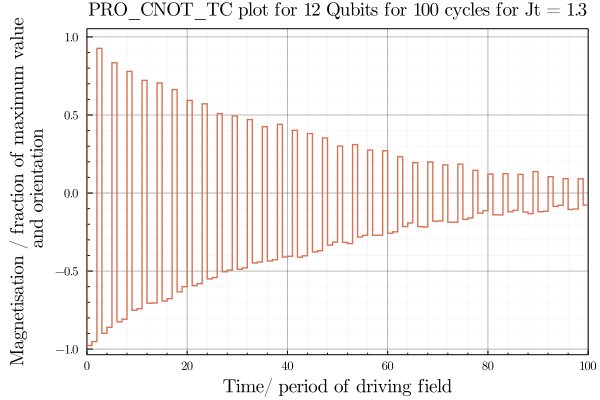 PRO_CNOT_TC plot for 12 Qubits for 100 cycles for Jt = 1.3
Magnetisation / fraction of maximum value
and orientation
1.0
0.5
0.0
−0.5
−1.0
0 20 40 60 80 100
Time/ period of driving field